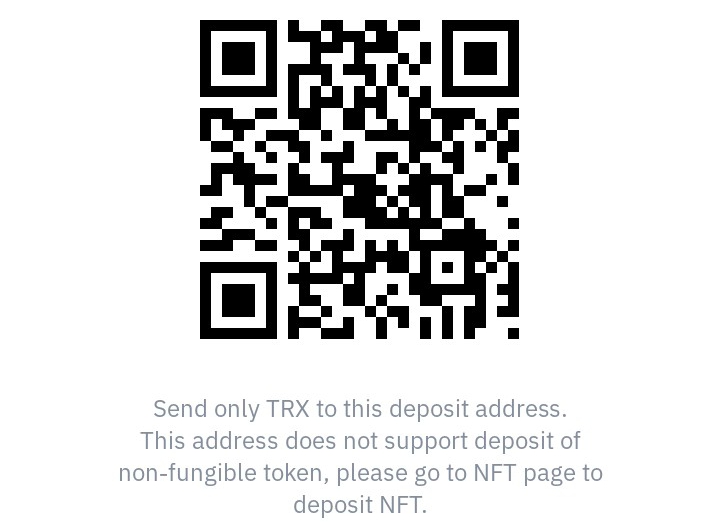 Send only TRX to this deposit address.
This address does not support deposit of
non-fungible token, please go to NFT page to
deposit NFT.